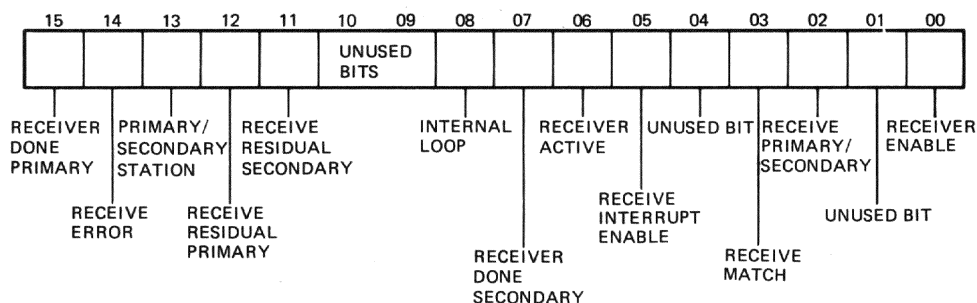 15 14 13 12 11 10 09 08 07 06 05 04 03 02 01 00
UNUSED
BITS
RECEIVER
DONE
PRIMARY
RECEIVE
ERROR
PRIMARY/
SECONDARY
STATION
RECEIVE
RESIDUAL
PRIMARY
RECEIVE
RESIDUAL
SECONDARY
INTERNAL
LOOP
RECEIVER
DONE
SECONDARY
RECEIVER
ACTIVE
RECEIVE
INTERRUPT
ENABLE
UNUSED BIT
RECEIVE
MATCH
RECEIVE
PRIMARY/
SECONDARY
UNUSED BIT
RECEIVER
ENABLE